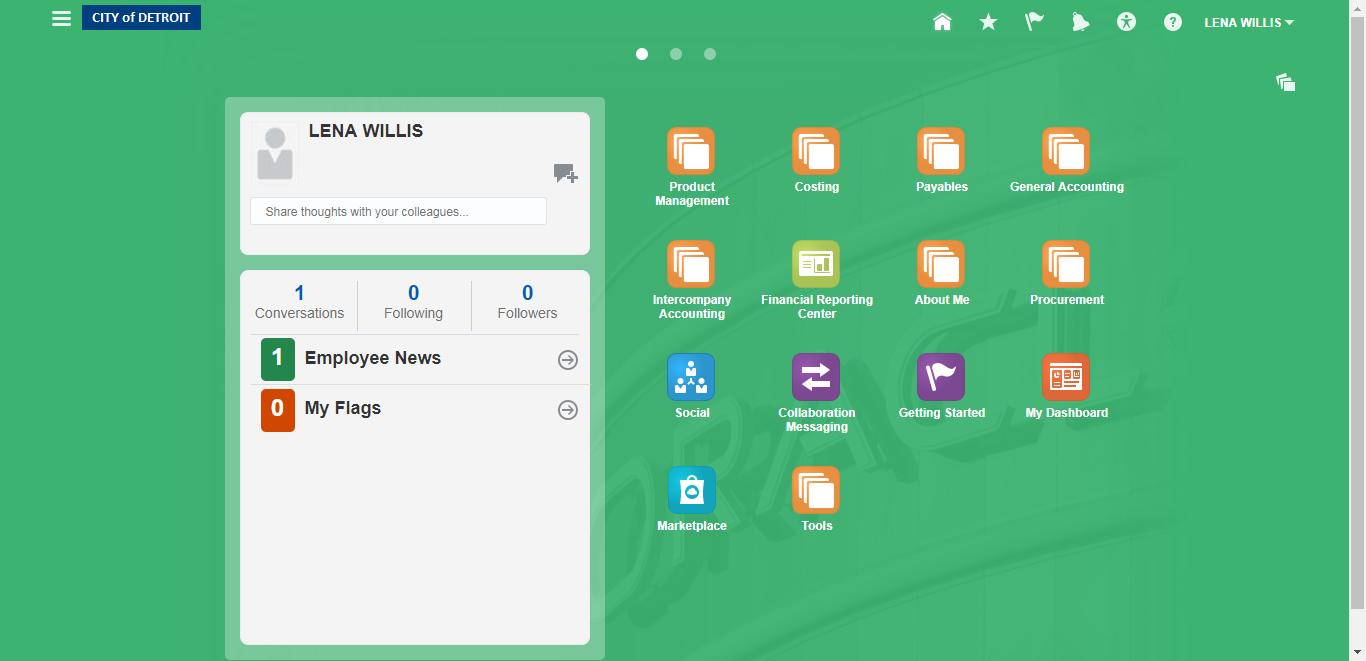 CITY of DETROIT
LENA WILLIS
LENA WILLIS
Share thoughts with your colleagues...
1
Conversations
0
Following
0
Followers
1 Employee News
0 My Flags
Product
Management
Costing
Payables
General Accounting
Intercompany
Accounting
Financial Reporting
Center
About Me
Procurement
Social
Collaboration
Messaging
Getting Started
My Dashboard
Marketplace
Tools
ORACLE